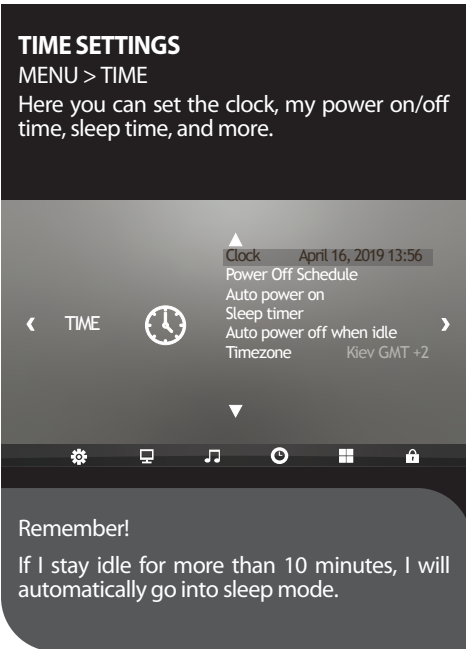 TIME SETTINGS
MENU > TIME
Here you can set the clock, my power on/off
time, sleep time, and more.
TIME
Clock April 16, 2019 13:56
Power Off Schedule
Auto power on
Sleep timer
Auto power off when idle
Timezone Kiev GMT +2
Remember!
If I stay idle for more than 10 minutes, I will
automatically go into sleep mode.